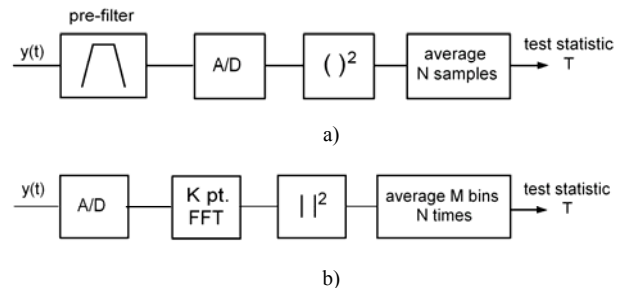 pre-filter
y(t)
A/D
( )²
average
N samples
test statistic
T
a)
y(t)
A/D
K pt.
FFT
| |²
average M bins
N times
test statistic
T
b)